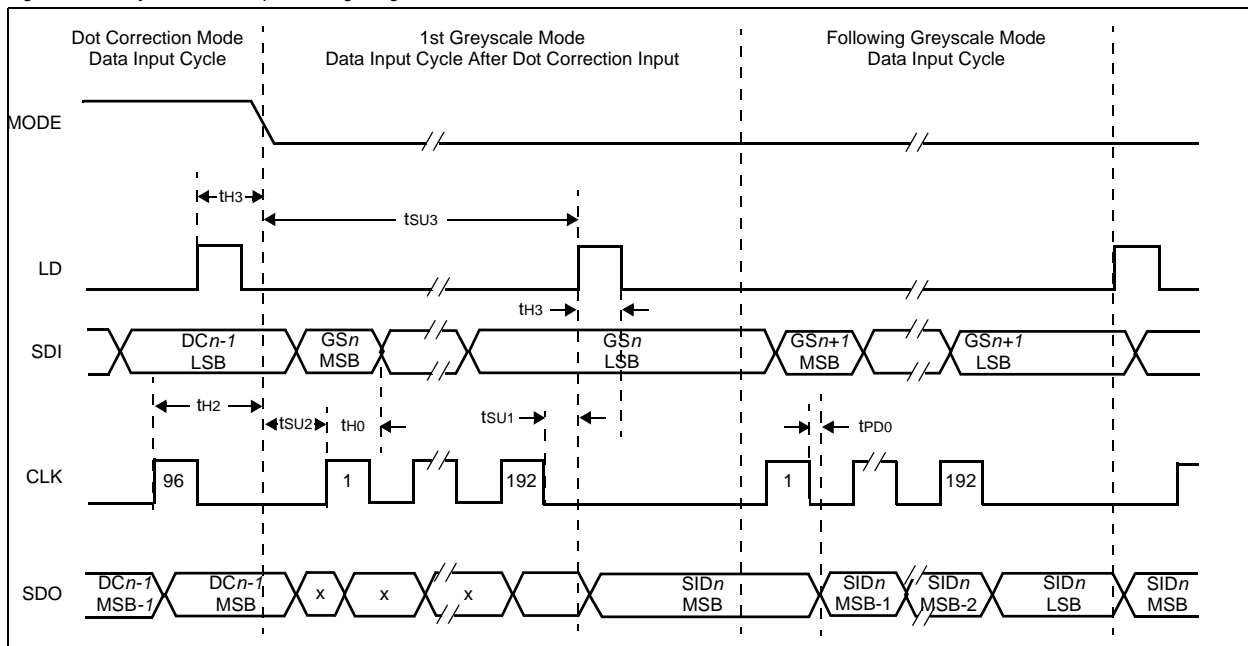 Dot Correction Mode
Data Input Cycle
1st Greyscale Mode
Data Input Cycle After Dot Correction Input
Following Greyscale Mode
Data Input Cycle
MODE
tH3
tSU3
LD
tH3
SDI
DCn-1
LSB
GSn
MSB
GSn
LSB
GSn+1
MSB
GSn+1
LSB
tH2
tSU2
tH0
tSU1
tPD0
CLK
96
1
192
1
192
SDO
DCn-1
MSB-1
DCn-1
MSB
x
x
x
SIDn
MSB
SIDn
MSB-1
SIDn
MSB-2
SIDn
LSB
SIDn
MSB